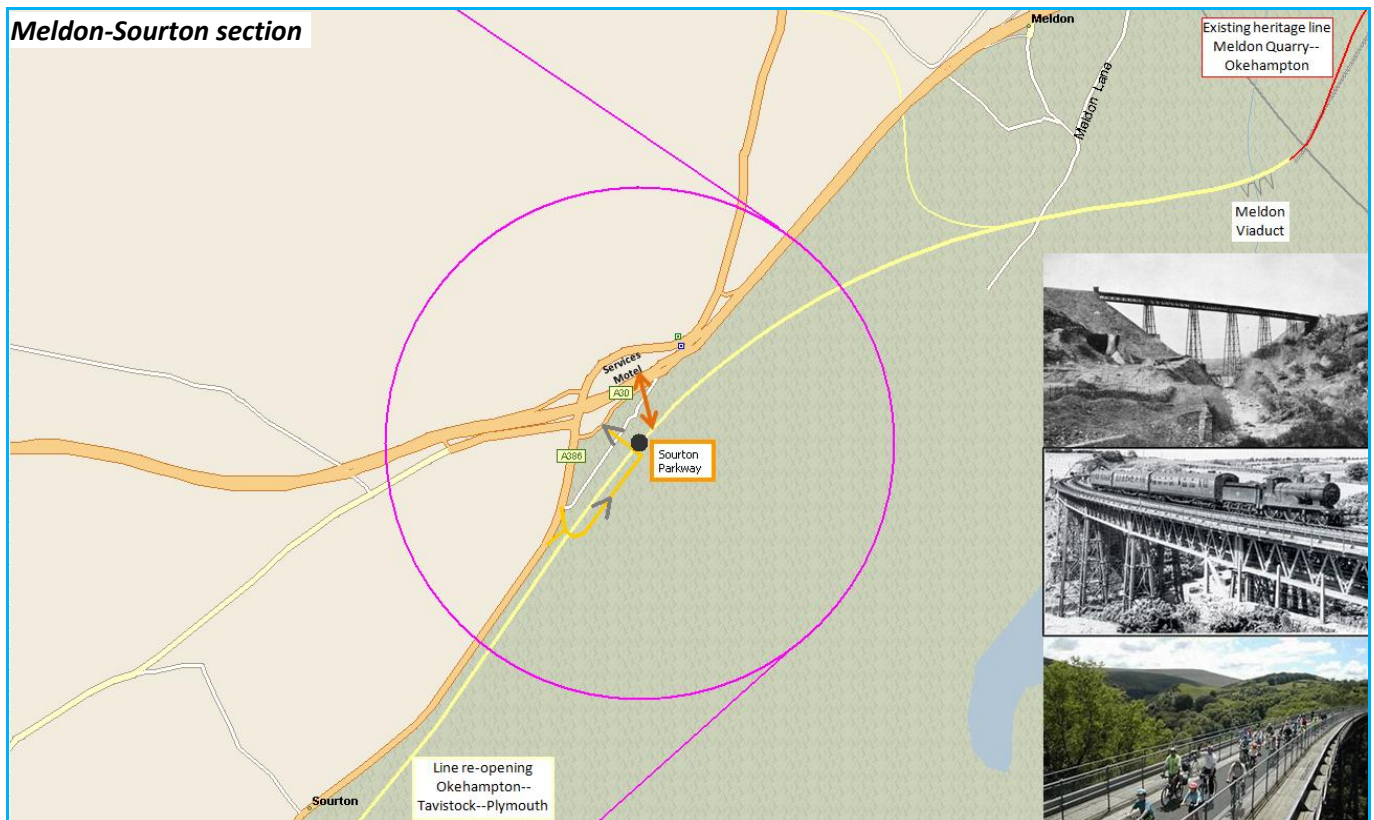 Meldon-Sourton section
Meldon
Existing heritage line
Meldon Quarry--
Okehampton
Meldon Lane
Meldon
Viaduct
Services
Motel
A30
A386
Sourton
Parkway
Line re-opening
Okehampton--
Tavistock--Plymouth
Sourton